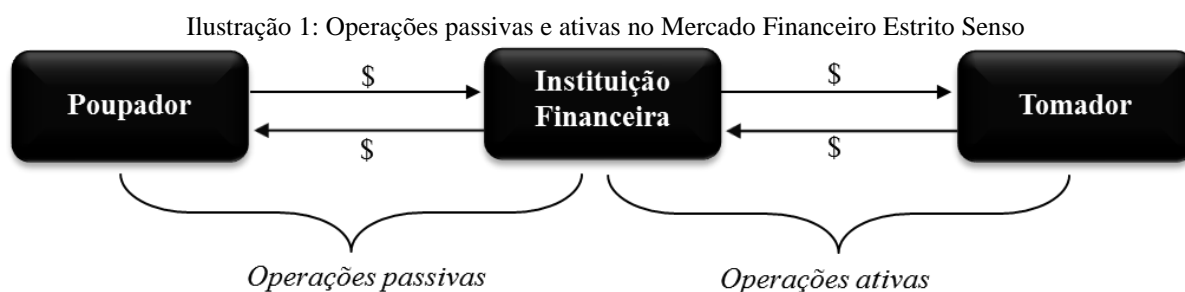 Ilustração 1: Operações passivas e ativas no Mercado Financeiro Estrito Senso
$
$
Poupador
Instituição
Financeira
Tomador
$
$
Operações passivas
Operações ativas